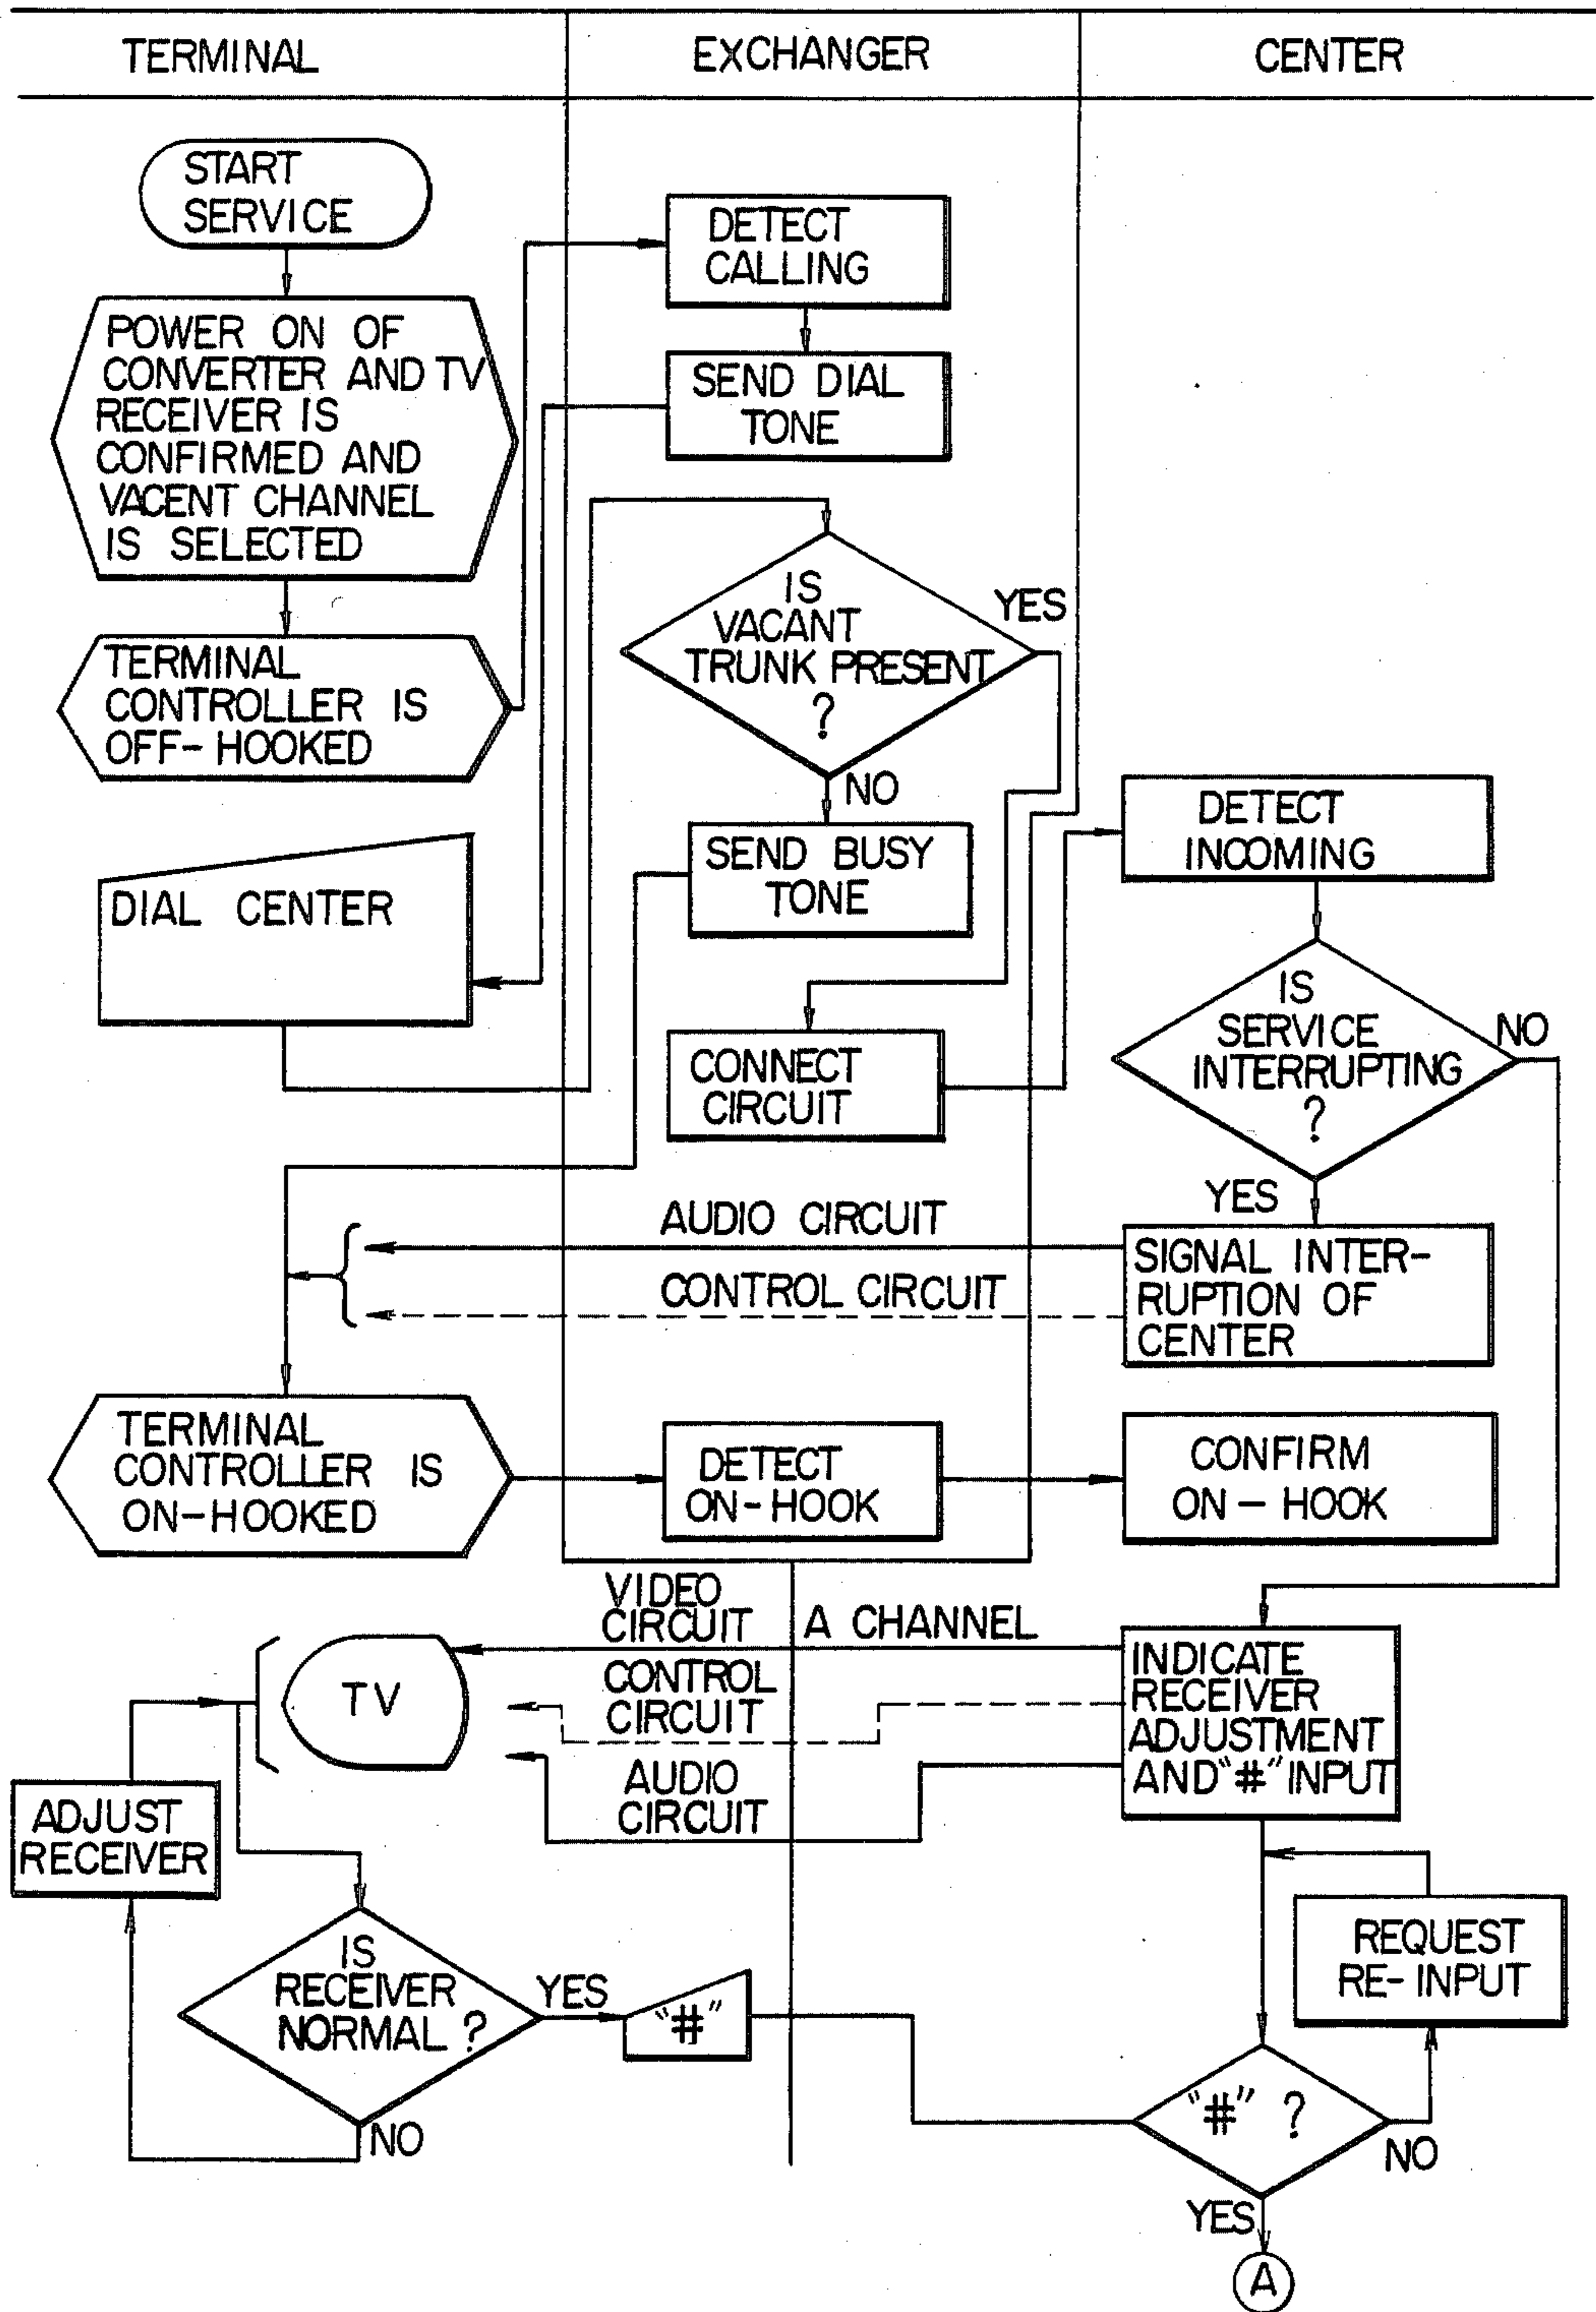 TERMINAL
EXCHANGER
CENTER
START
SERVICE
POWER ON OF
CONVERTER AND TV
RECEIVER IS
CONFIRMED AND
VACENT CHANNEL
IS SELECTED
TERMINAL
CONTROLLER IS
OFF-HOOKED
DETECT
CALLING
SEND DIAL
TONE
DIAL CENTER
IS
VACANT
TRUNK PRESENT
?
YES
NO
SEND BUSY
TONE
CONNECT
CIRCUIT
DETECT
INCOMING
IS
SERVICE
INTERRUPTING
?
NO
YES
AUDIO CIRCUIT
CONTROL CIRCUIT
SIGNAL INTER-
RUPTION OF
CENTER
TERMINAL
CONTROLLER IS
ON-HOOKED
DETECT
ON-HOOK
CONFIRM
ON-HOOK
VIDEO
CIRCUIT
A CHANNEL
CONTROL
CIRCUIT
AUDIO
CIRCUIT
INDICATE
RECEIVER
ADJUSTMENT
AND "#" INPUT
TV
ADJUST
RECEIVER
IS
RECEIVER
NORMAL ?
YES
NO
"#"
REQUEST
RE-INPUT
"#" ?
NO
YES
A